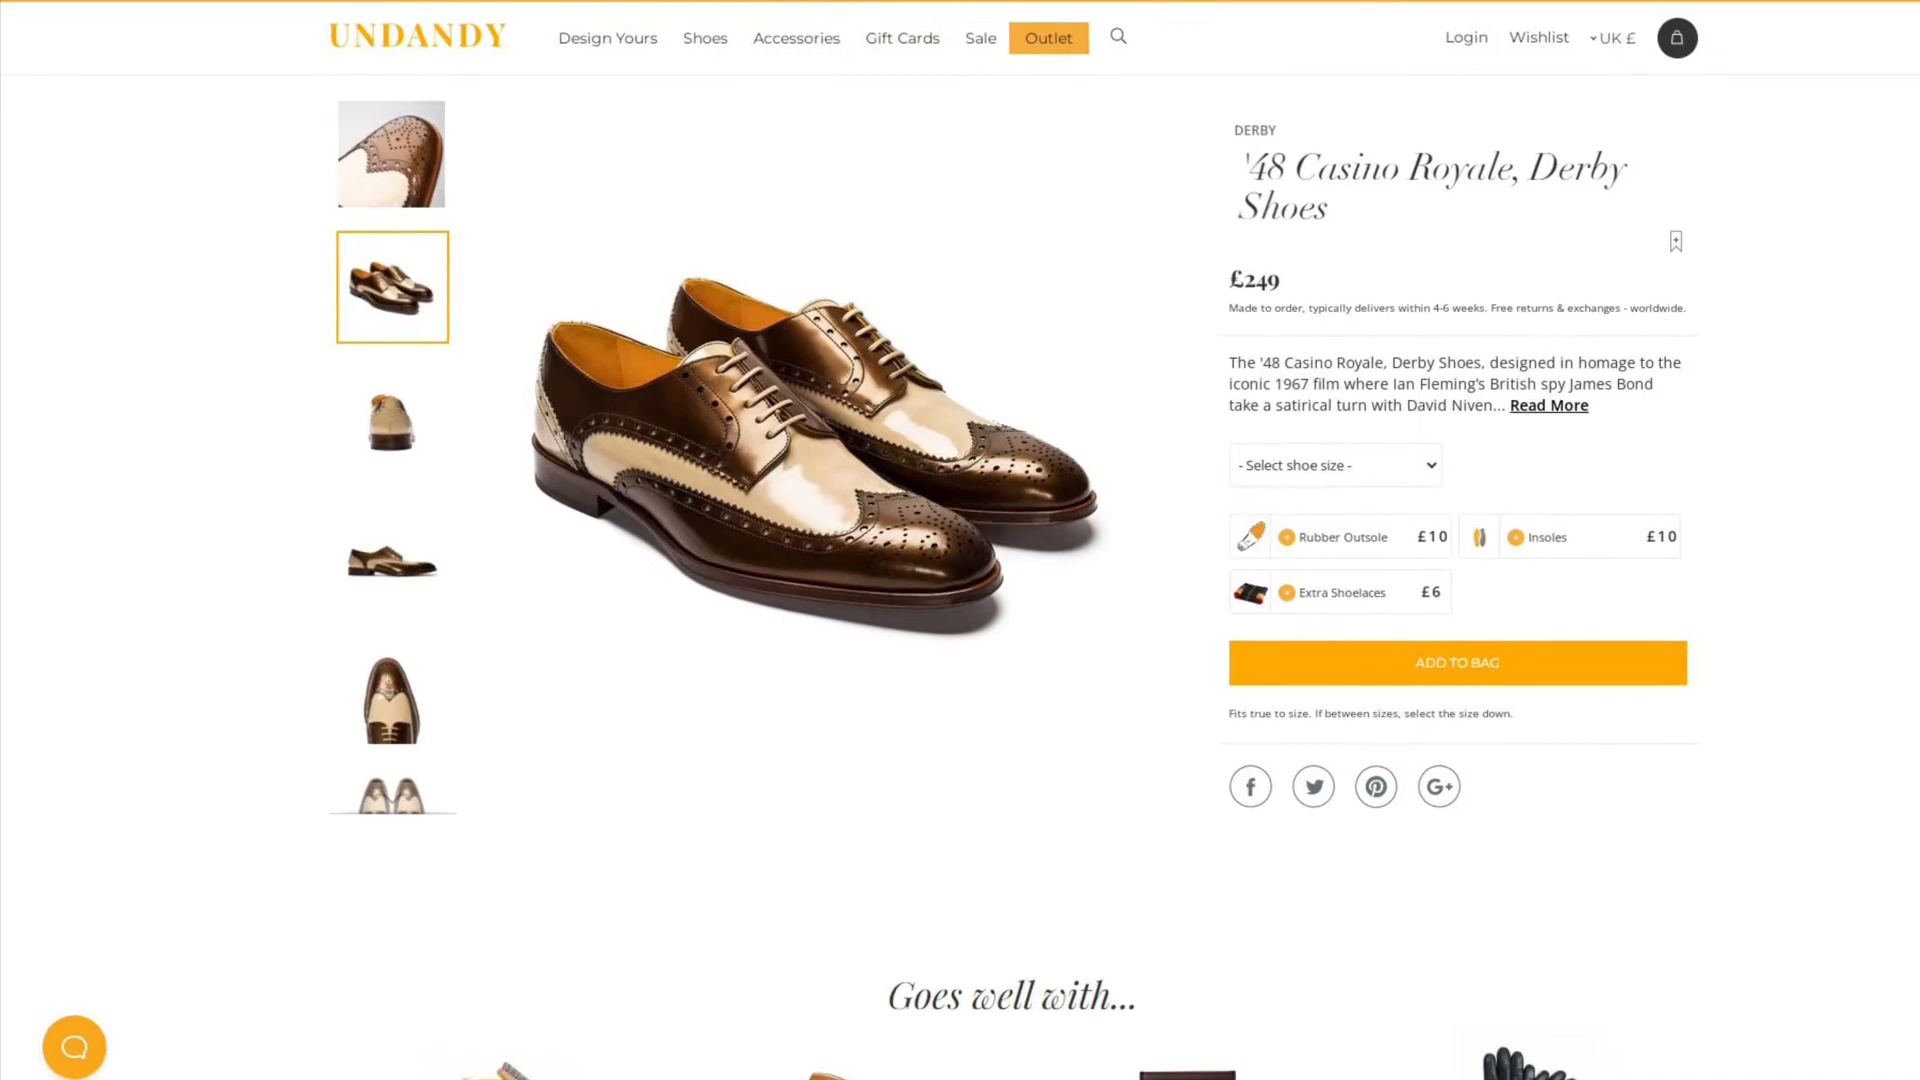 UNDANDY
Design Yours Shoes Accessories Gift Cards Sale Outlet
Login Wishlist UK £
DERBY
'48 Casino Royale, Derby
Shoes
£249
Made to order, typically delivers within 4-6 weeks. Free returns & exchanges - worldwide.
The '48 Casino Royale, Derby Shoes, designed in homage to the
iconic 1967 film where Ian Fleming's British spy James Bond
take a satirical turn with David Niven... Read More
- Select shoe size -
Rubber Outsole £10
Insoles £10
Extra Shoelaces £6
ADD TO BAG
Fits true to size. If between sizes, select the size down.
f G+
Goes well with...